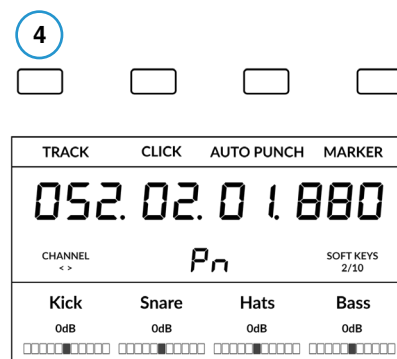 4
TRACK CLICK AUTO PUNCH MARKER
052.02.01.880
CHANNEL Pn SOFT KEYS
< > 2/10
Kick Snare Hats Bass
0dB 0dB 0dB 0dB